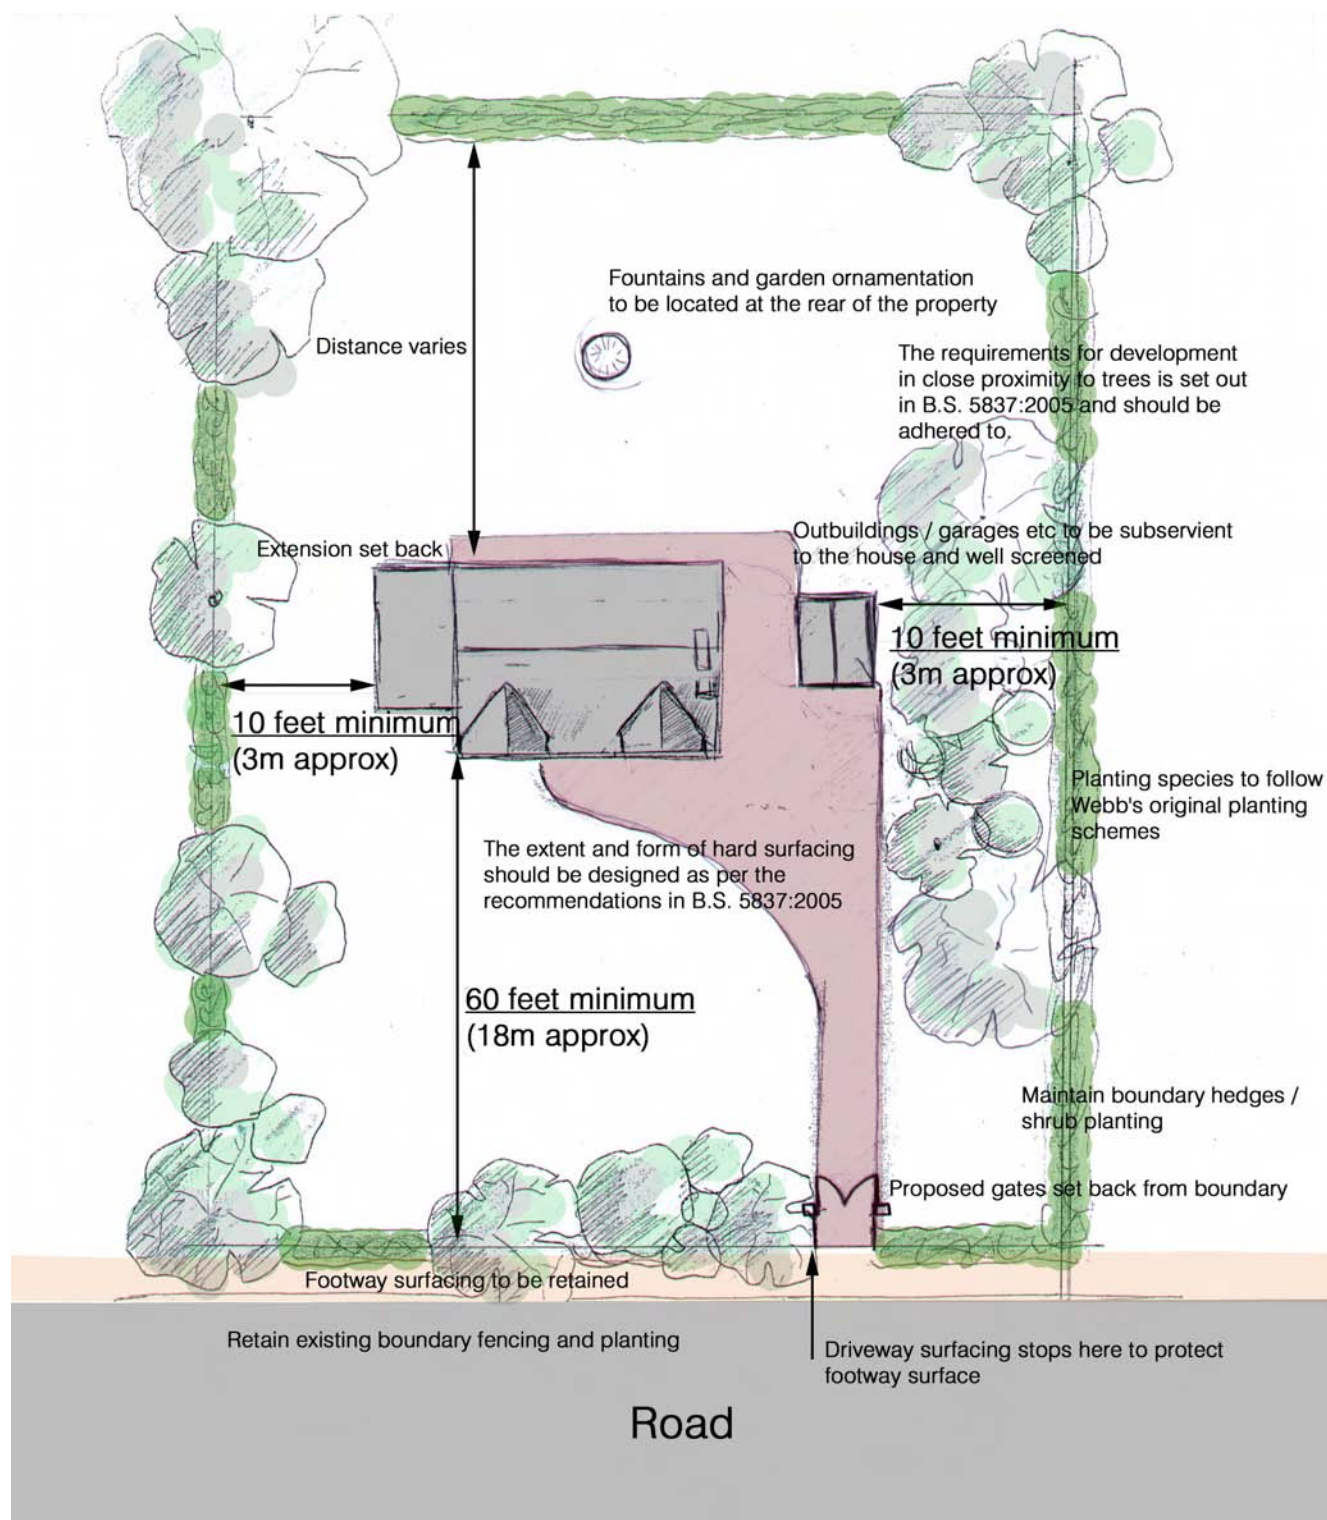 Fountains and garden ornamentation
to be located at the rear of the property
Distance varies
The requirements for development
in close proximity to trees is set out
in B.S. 5837:2005 and should be
adhered to.
Extension set back
Outbuildings / garages etc to be subservient
to the house and well screened
10 feet minimum
(3m approx)
10 feet minimum
(3m approx)
Planting species to follow
Webb's original planting
schemes
The extent and form of hard surfacing
should be designed as per the
recommendations in B.S. 5837:2005
60 feet minimum
(18m approx)
Maintain boundary hedges /
shrub planting
Proposed gates set back from boundary
Footway surfacing to be retained
Retain existing boundary fencing and planting
Driveway surfacing stops here to protect
footway surface
Road